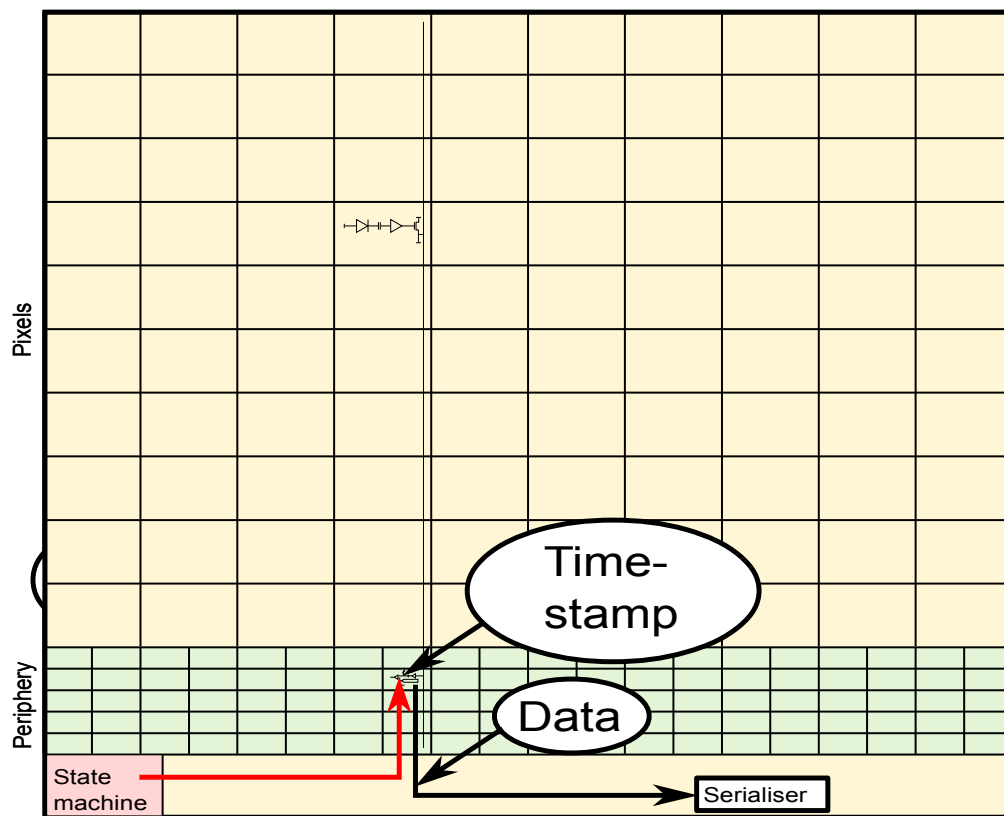 Pixels
Time-
stamp
Periphery
Data
State
machine
Serialiser